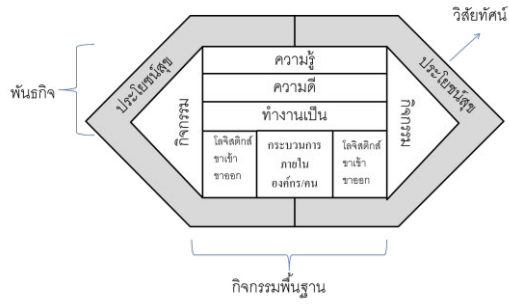 วิสัยทัศน์
พันธกิจ
ประโยชน์สุข
ประโยชน์สุข
กิจกรรม
กิจกรรม
ความรู้
ความดี
ทำงานเป็น
โลจิสติกส์
ขาเข้า
ขาออก
กระบวนการ
ภายใน
องค์กร/คน
โลจิสติกส์
ขาเข้า
ขาออก
กิจกรรมพื้นฐาน